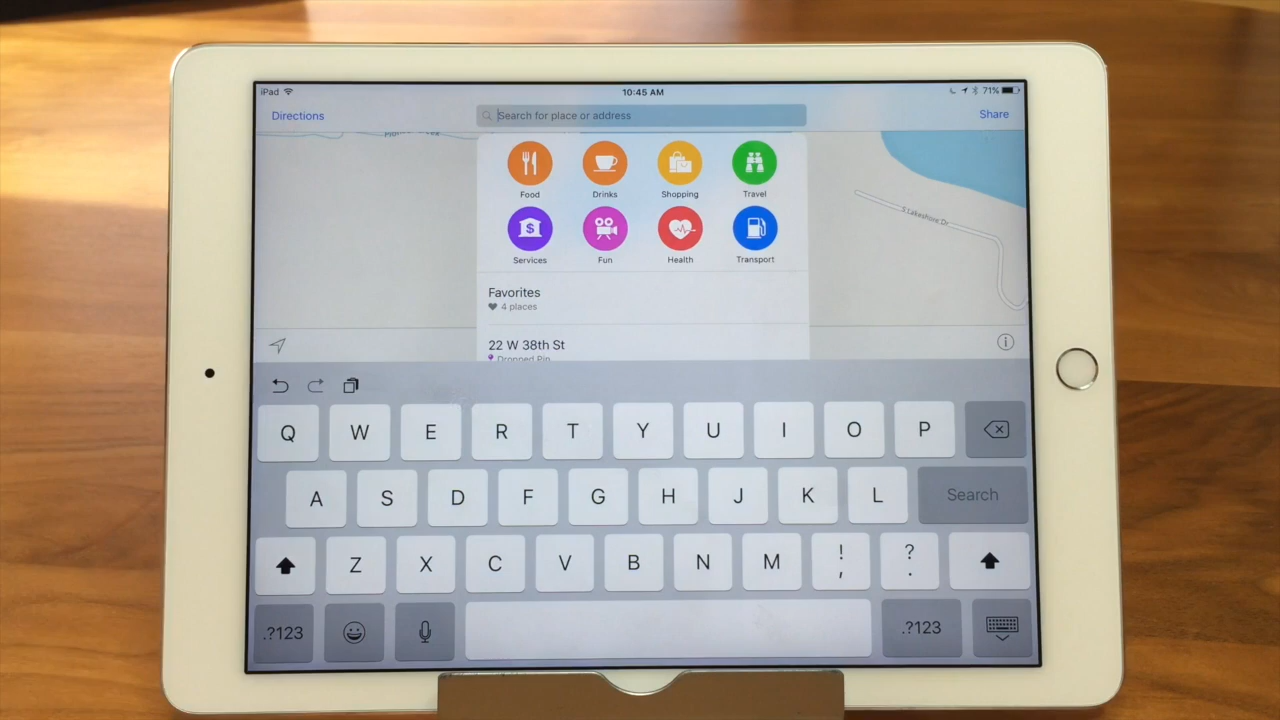 iPad 10:45 AM 71%
Directions Search for place or address Share
Food Drinks Shopping Travel
S Lakeshore Dr
Services Fun Health Transport
Favorites
4 places
22 W 38th St
Dropped Pin
Q W E R T Y U I O P
A S D F G H J K L Search
Z X C V B N M ! , ? .
.?123 .?123